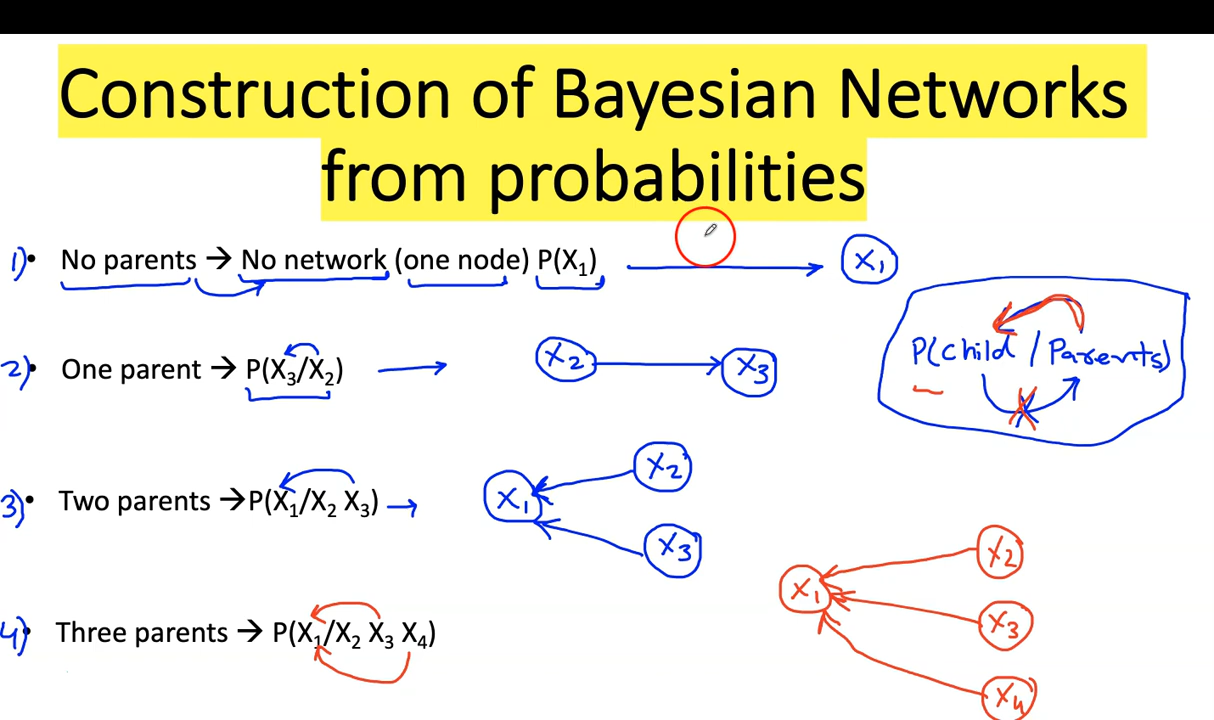 Construction of Bayesian Networks
from probabilities
1) • No parents → No network (one node) P(X₁) X₁
P(child / Parents)
2) • One parent → P(X₃/X₂) X₂ X₃
X₂
3) • Two parents →P(X₁/X₂ X₃) X₁
X₃
X₂
X₁
X₃
4) • Three parents → P(X₁/X₂ X₃ X₄)
X₄